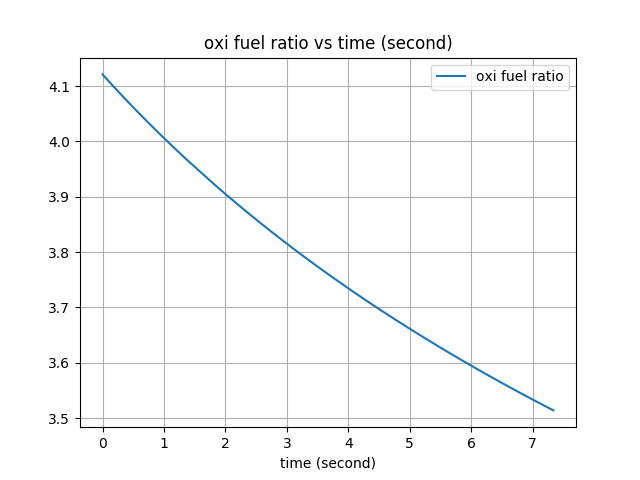 oxi fuel ratio vs time (second)
oxi fuel ratio
4.1
4.0
3.9
3.8
3.7
3.6
3.5
0 1 2 3 4 5 6 7
time (second)